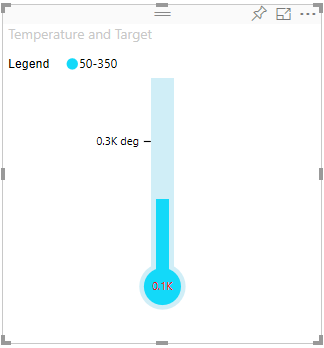 Temperature and Target
Legend 50-350
0.3K deg
0.1K